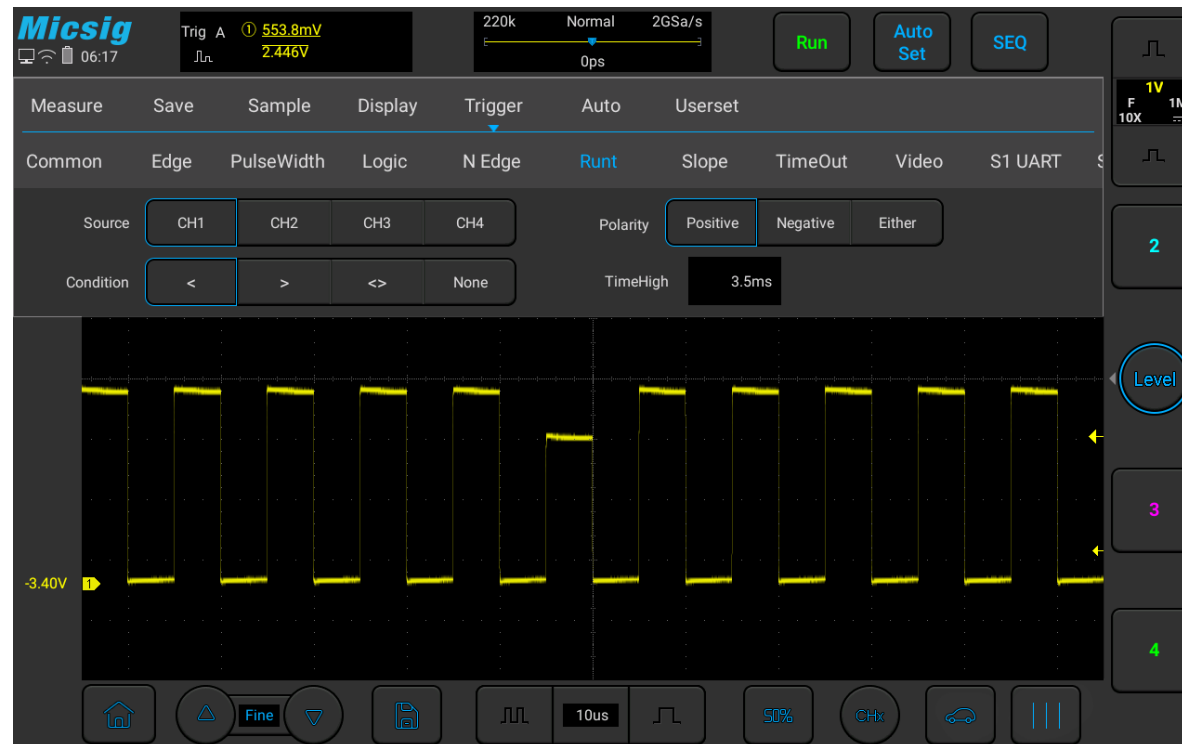 Micsig
06:17
Trig A ① 553.8mV
2.446V
220k Normal 2GSa/s
0ps
Run
Auto Set
SEQ
Measure Save Sample Display Trigger Auto Userset
1V
F 1M
10X
Common Edge PulseWidth Logic N Edge Runt Slope TimeOut Video S1 UART S
Source CH1 CH2 CH3 CH4 Polarity Positive Negative Either
2
Condition < > <> None TimeHigh 3.5ms
Level
3
-3.40V 1
4
Fine 10us 50% CHx